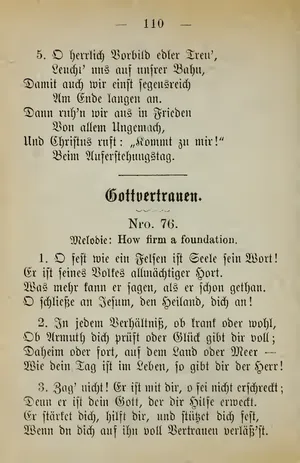 — 110 —
5. O herrlich Vorbild edler Treu',
Leucht' uns auf unsrer Bahn,
Damit auch wir einst segensreich
Am Ende langen an.
Dann ruh'n wir aus in Frieden
Von allem Ungemach,
Und Christus ruft: „Kommt zu mir!"
Beim Auferstehungstag.
Gottvertrauen.
Nro. 76.
Melodie: How firm a foundation.
1. O fest wie ein Felsen ist Seele sein Wort!
Er ist seines Volkes allmächtiger Hort.
Was mehr kann er sagen, als er schon gethan.
O schließe an Jesum, den Heiland, dich an!
2. In jedem Verhältniß, ob krank oder wohl,
Ob Armuth dich prüft oder Glück gibt dir voll;
Daheim oder fort, auf dem Land oder Meer —
Wie dein Tag ist im Leben, so gibt dir der Herr!
3. Zag' nicht! Er ist mit dir, o sei nicht erschreckt;
Denn er ist dein Gott, der dir Hilfe erweckt.
Er stärket dich, hilft dir, und stützet dich fest,
Wenn du dich auf ihn voll Vertrauen verläß'st.